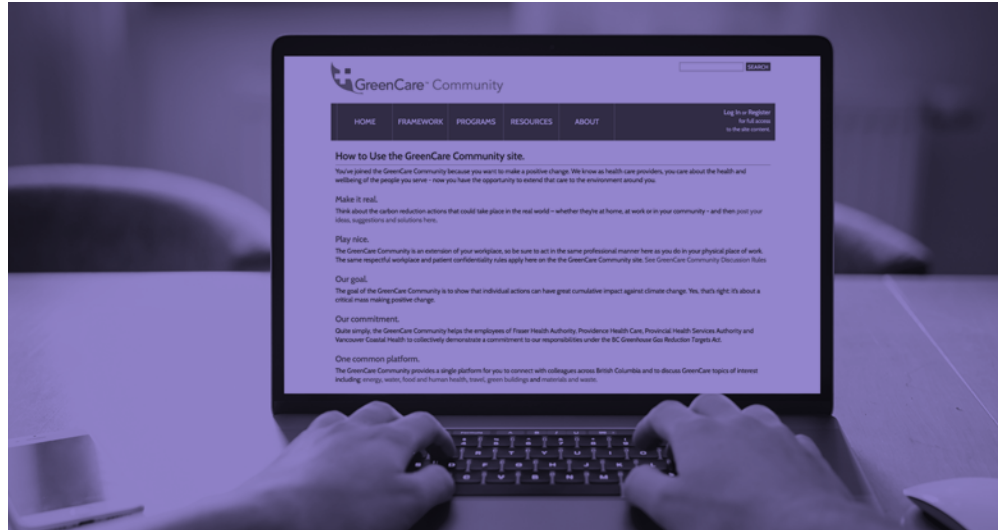 SEARCH
GreenCare™ Community
HOME FRAMEWORK PROGRAMS RESOURCES ABOUT
Log In or Register
for full access
to the site content.
How to Use the GreenCare Community site.
You've joined the GreenCare Community because you want to make a positive change. We know as health care providers, you care about the health and
wellbeing of the people you serve – now you have the opportunity to extend that care to the environment around you.
Make it real.
Think about the carbon reduction actions that could take place in the real world – whether they're at home, at work or in your community – and then post your
ideas, suggestions and solutions here.
Play nice.
The GreenCare Community is an extension of your workplace, so be sure to act in the same professional manner here as you do in your physical place of work.
The same respectful workplace and patient confidentiality rules apply here on the the GreenCare Community site. See GreenCare Community Discussion Rules
Our goal.
The goal of the GreenCare Community is to show that individual actions can have great cumulative impact against climate change. Yes, that's right: it's about a
critical mass making positive change.
Our commitment.
Quite simply, the GreenCare Community helps the employees of Fraser Health Authority, Providence Health Care, Provincial Health Services Authority and
Vancouver Coastal Health to collectively demonstrate a commitment to our responsibilities under the BC Greenhouse Gas Reduction Targets Act.
One common platform.
The GreenCare Community provides a single platform for you to connect with colleagues across British Columbia and to discuss GreenCare topics of interest
including: energy, water, food and human health, travel, green buildings and materials and waste.
R T Y U I O
D F G H J K L
C V B N M